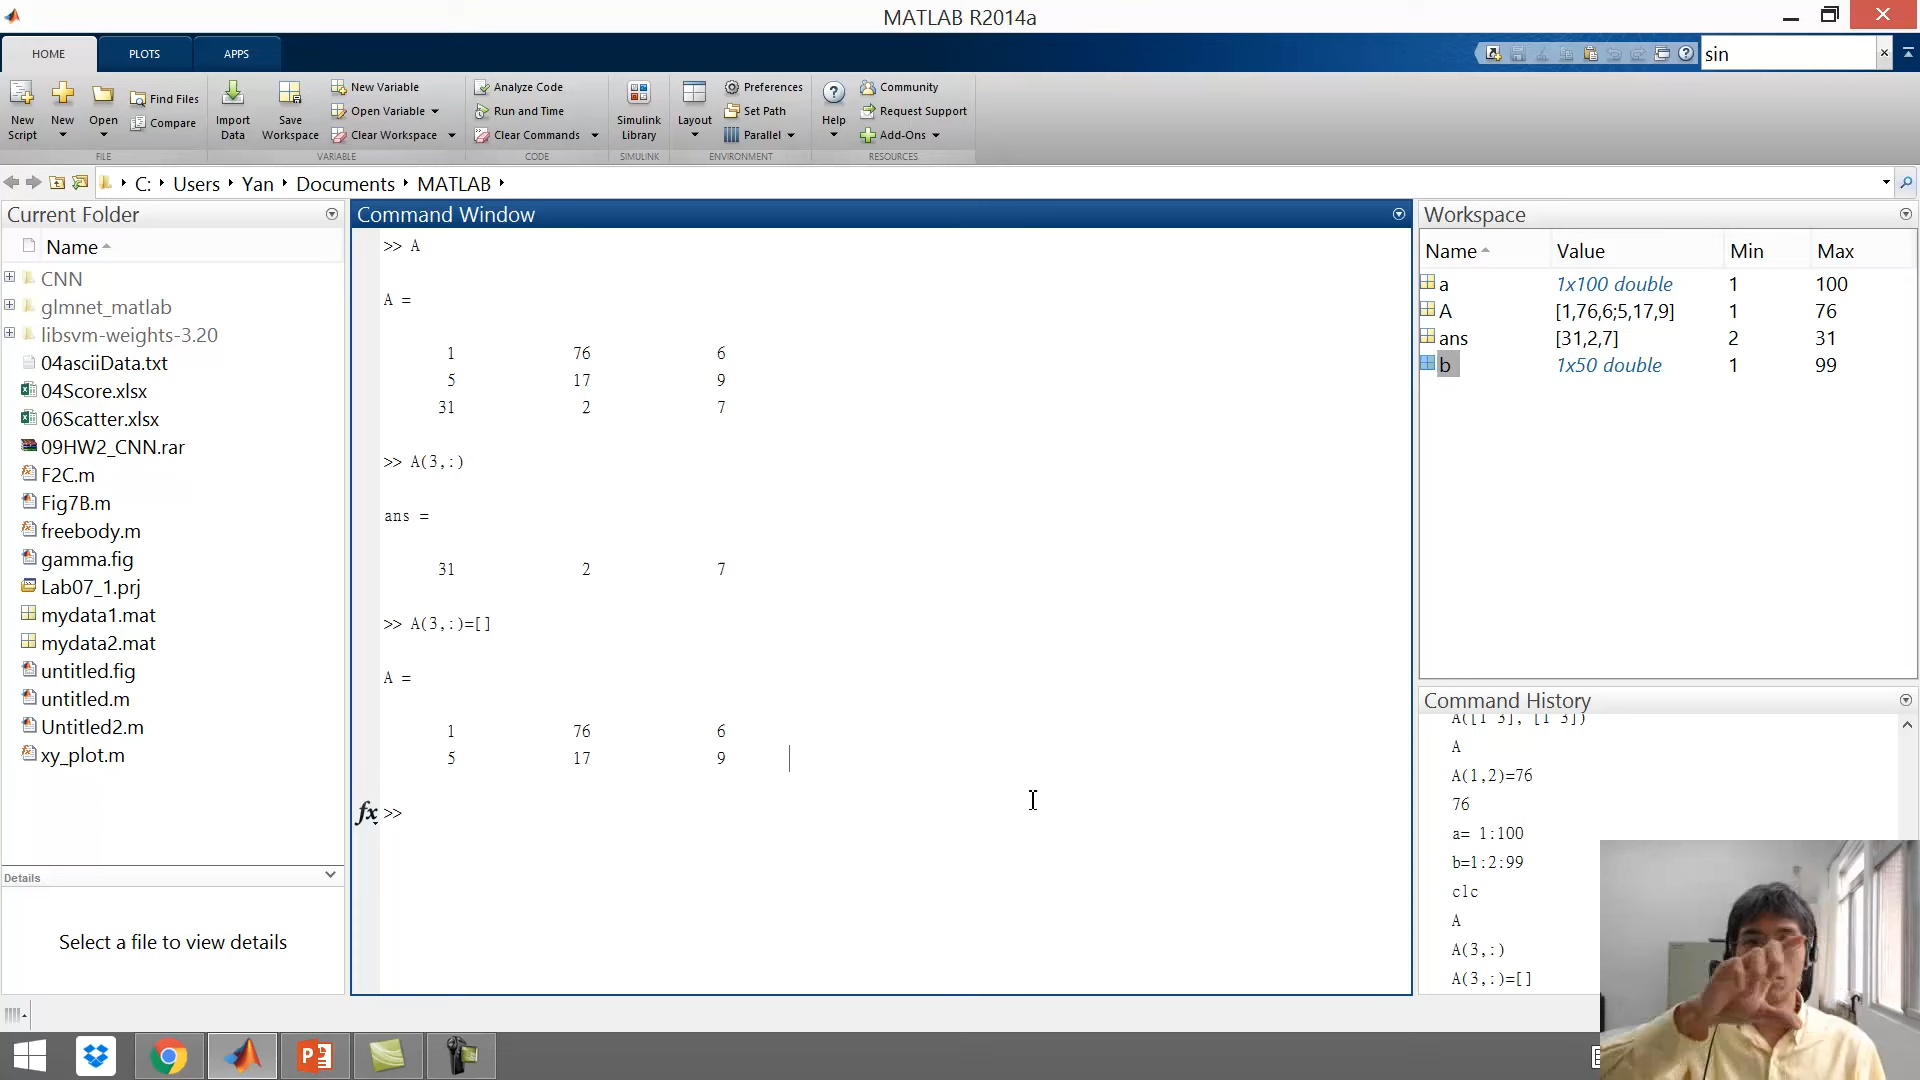 MATLAB R2014a
HOME
PLOTS
APPS
sin
New Script
New
Open
Find Files
Compare
FILE
Import Data
Save Workspace
New Variable
Open Variable
Clear Workspace
VARIABLE
Analyze Code
Run and Time
Clear Commands
CODE
Simulink Library
SIMULINK
Layout
Preferences
Set Path
Parallel
ENVIRONMENT
Help
Community
Request Support
Add-Ons
RESOURCES
C: Users Yan Documents MATLAB
Current Folder
Name
CNN
glmnet_matlab
libsvm-weights-3.20
04asciiData.txt
04Score.xlsx
06Scatter.xlsx
09HW2_CNN.rar
F2C.m
Fig7B.m
freebody.m
gamma.fig
Lab07_1.prj
mydata1.mat
mydata2.mat
untitled.fig
untitled.m
Untitled2.m
xy_plot.m
Details
Select a file to view details
Command Window
>> A
A =
1 76 6
5 17 9
31 2 7
>> A(3,:)
ans =
31 2 7
>> A(3,:)=[]
A =
1 76 6
5 17 9
fx >>
Workspace
Name Value Min Max
a 1x100 double 1 100
A [1,76,6;5,17,9] 1 76
ans [31,2,7] 2 31
b 1x50 double 1 99
Command History
A([1 3], [1 3])
A
A(1,2)=76
76
a= 1:100
b=1:2:99
clc
A
A(3,:)
A(3,:)=[]